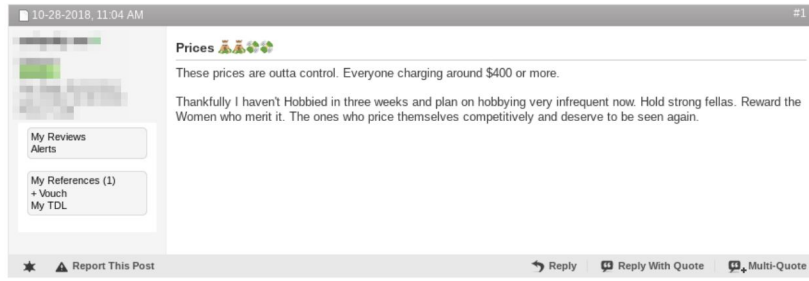 10-28-2018, 11:04 AM
#1
Prices 💰💰🍀🍀
These prices are outta control. Everyone charging around $400 or more.
Thankfully I haven't Hobbied in three weeks and plan on hobbying very infrequent now. Hold strong fellas. Reward the
Women who merit it. The ones who price themselves competitively and deserve to be seen again.
My Reviews
Alerts
My References (1)
+ Vouch
My TDL
Report This Post
Reply
Reply With Quote
Multi-Quote